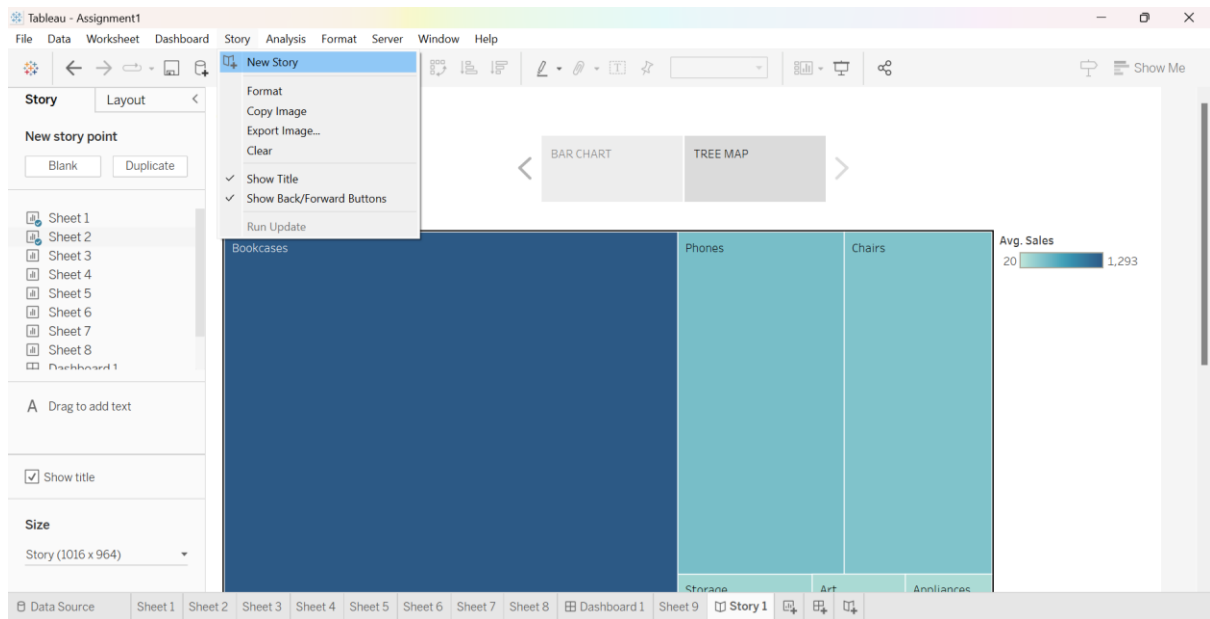 Tableau - Assignment1
File Data Worksheet Dashboard Story Analysis Format Server Window Help
New Story
Format
Copy Image
Export Image...
Clear
Show Title
Show Back/Forward Buttons
Run Update
Show Me
Story Layout
New story point
Blank Duplicate
Sheet 1
Sheet 2
Sheet 3
Sheet 4
Sheet 5
Sheet 6
Sheet 7
Sheet 8
Dashboard 1
A Drag to add text
Show title
Size
Story (1016 x 964)
BAR CHART TREE MAP
Bookcases Phones Chairs
Storage Art Appliances
Avg. Sales
20 1,293
Data Source Sheet 1 Sheet 2 Sheet 3 Sheet 4 Sheet 5 Sheet 6 Sheet 7 Sheet 8 Dashboard 1 Sheet 9 Story 1